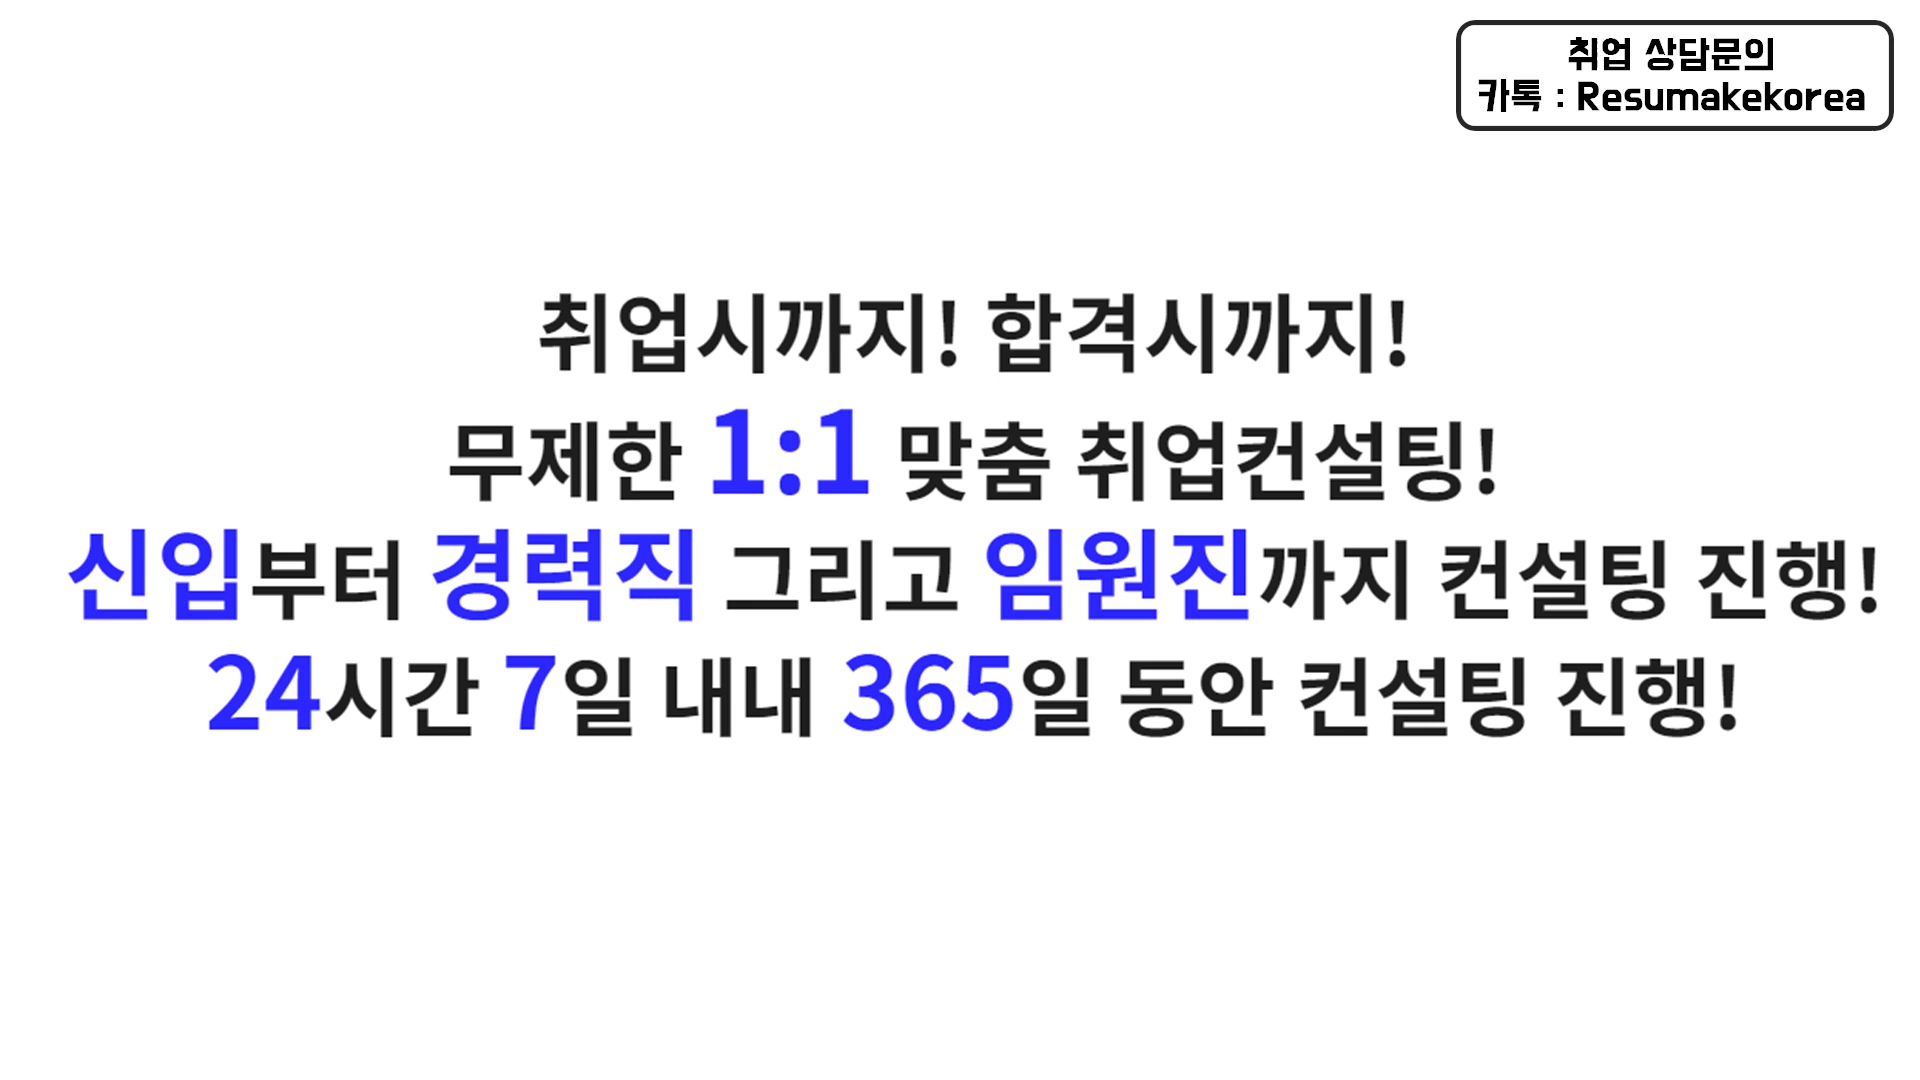 취업 상담문의
카톡 : Resumakekorea
취업시까지! 합격시까지!
무제한 1:1 맞춤 취업컨설팅!
신입부터 경력직 그리고 임원진까지 컨설팅 진행!
24시간 7일 내내 365일 동안 컨설팅 진행!